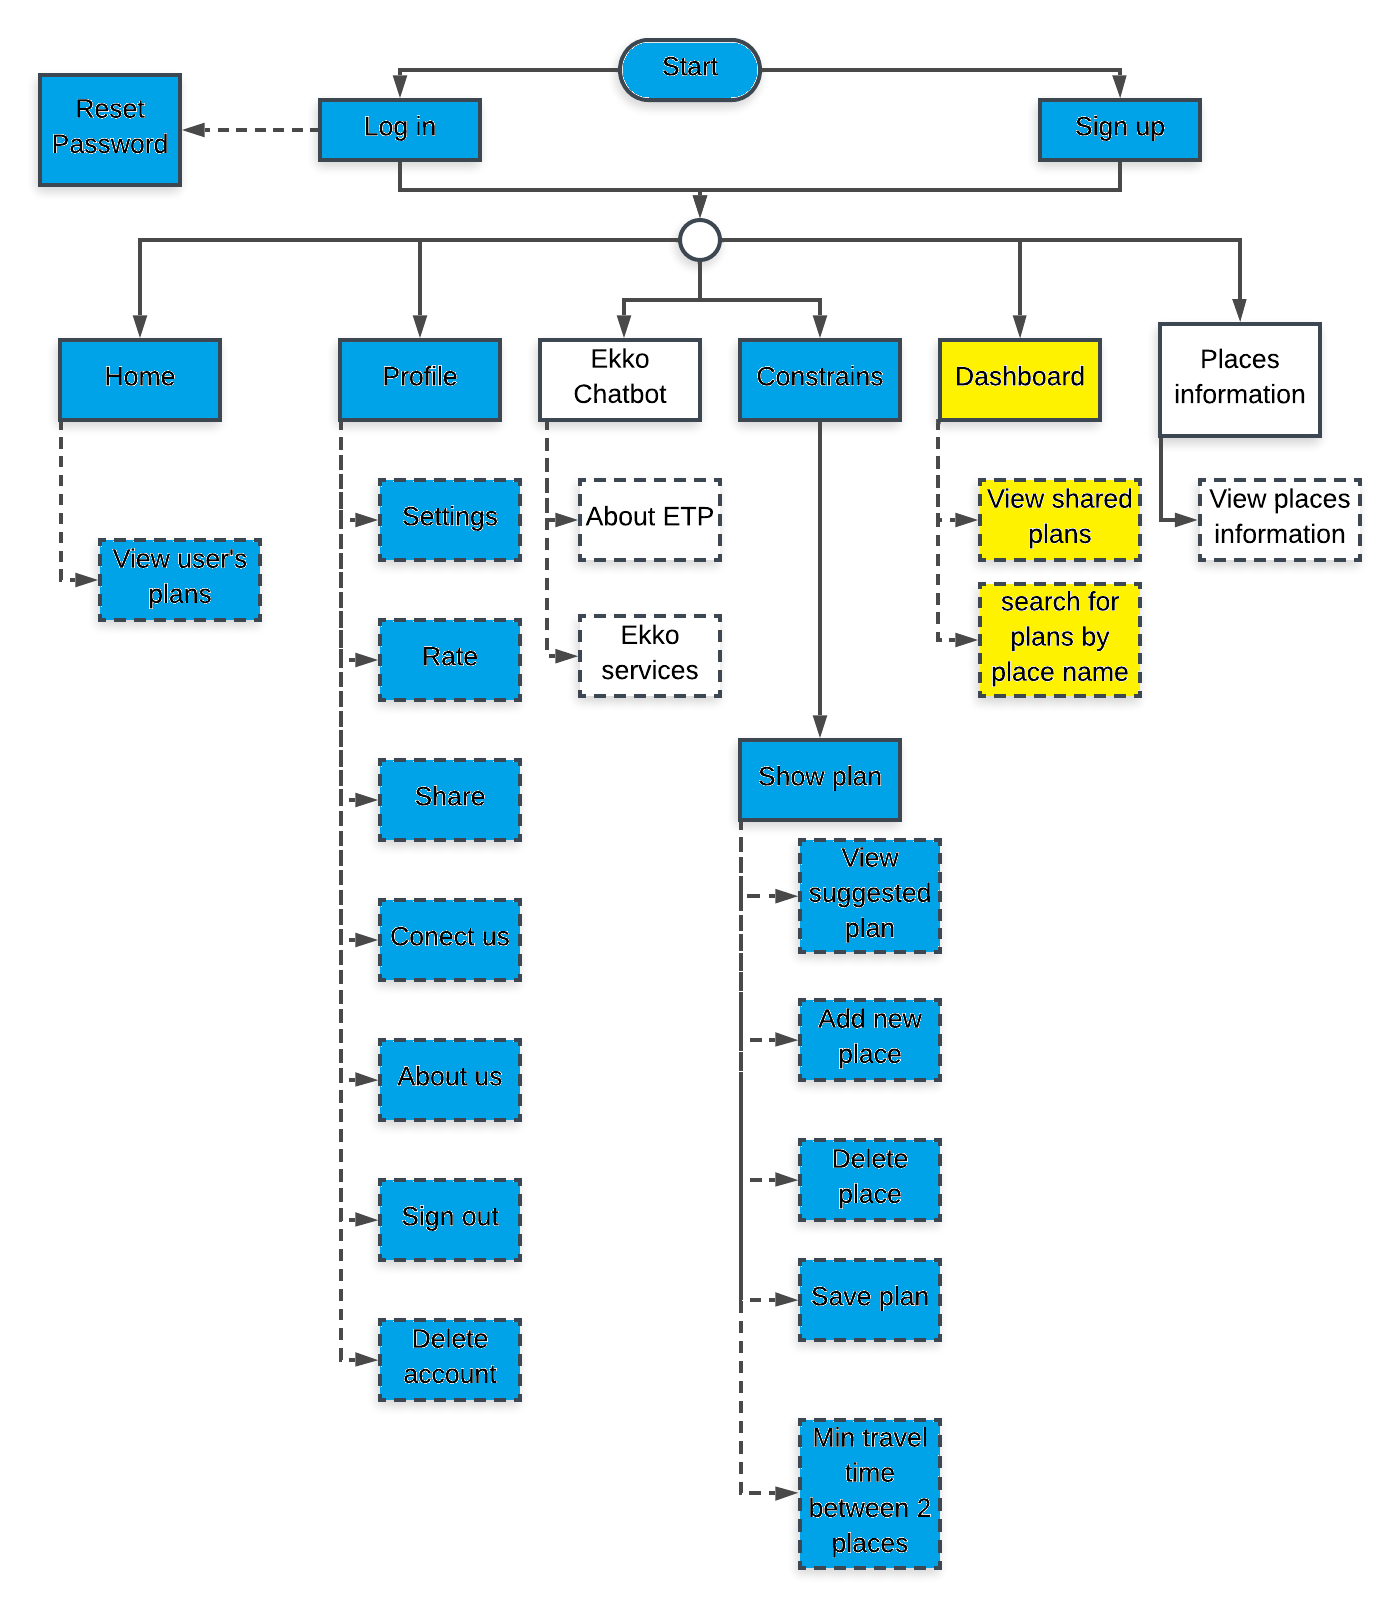 Start
Reset
Password
Log in
Sign up
Home
Profile
Ekko
Chatbot
Constrains
Dashboard
Places
information
View user's
plans
Settings
Rate
Share
Conect us
About us
Sign out
Delete
account
About ETP
Ekko
services
Show plan
View
suggested
plan
Add new
place
Delete
place
Save plan
Min travel
time
between 2
places
View shared
plans
search for
plans by
place name
View places
information